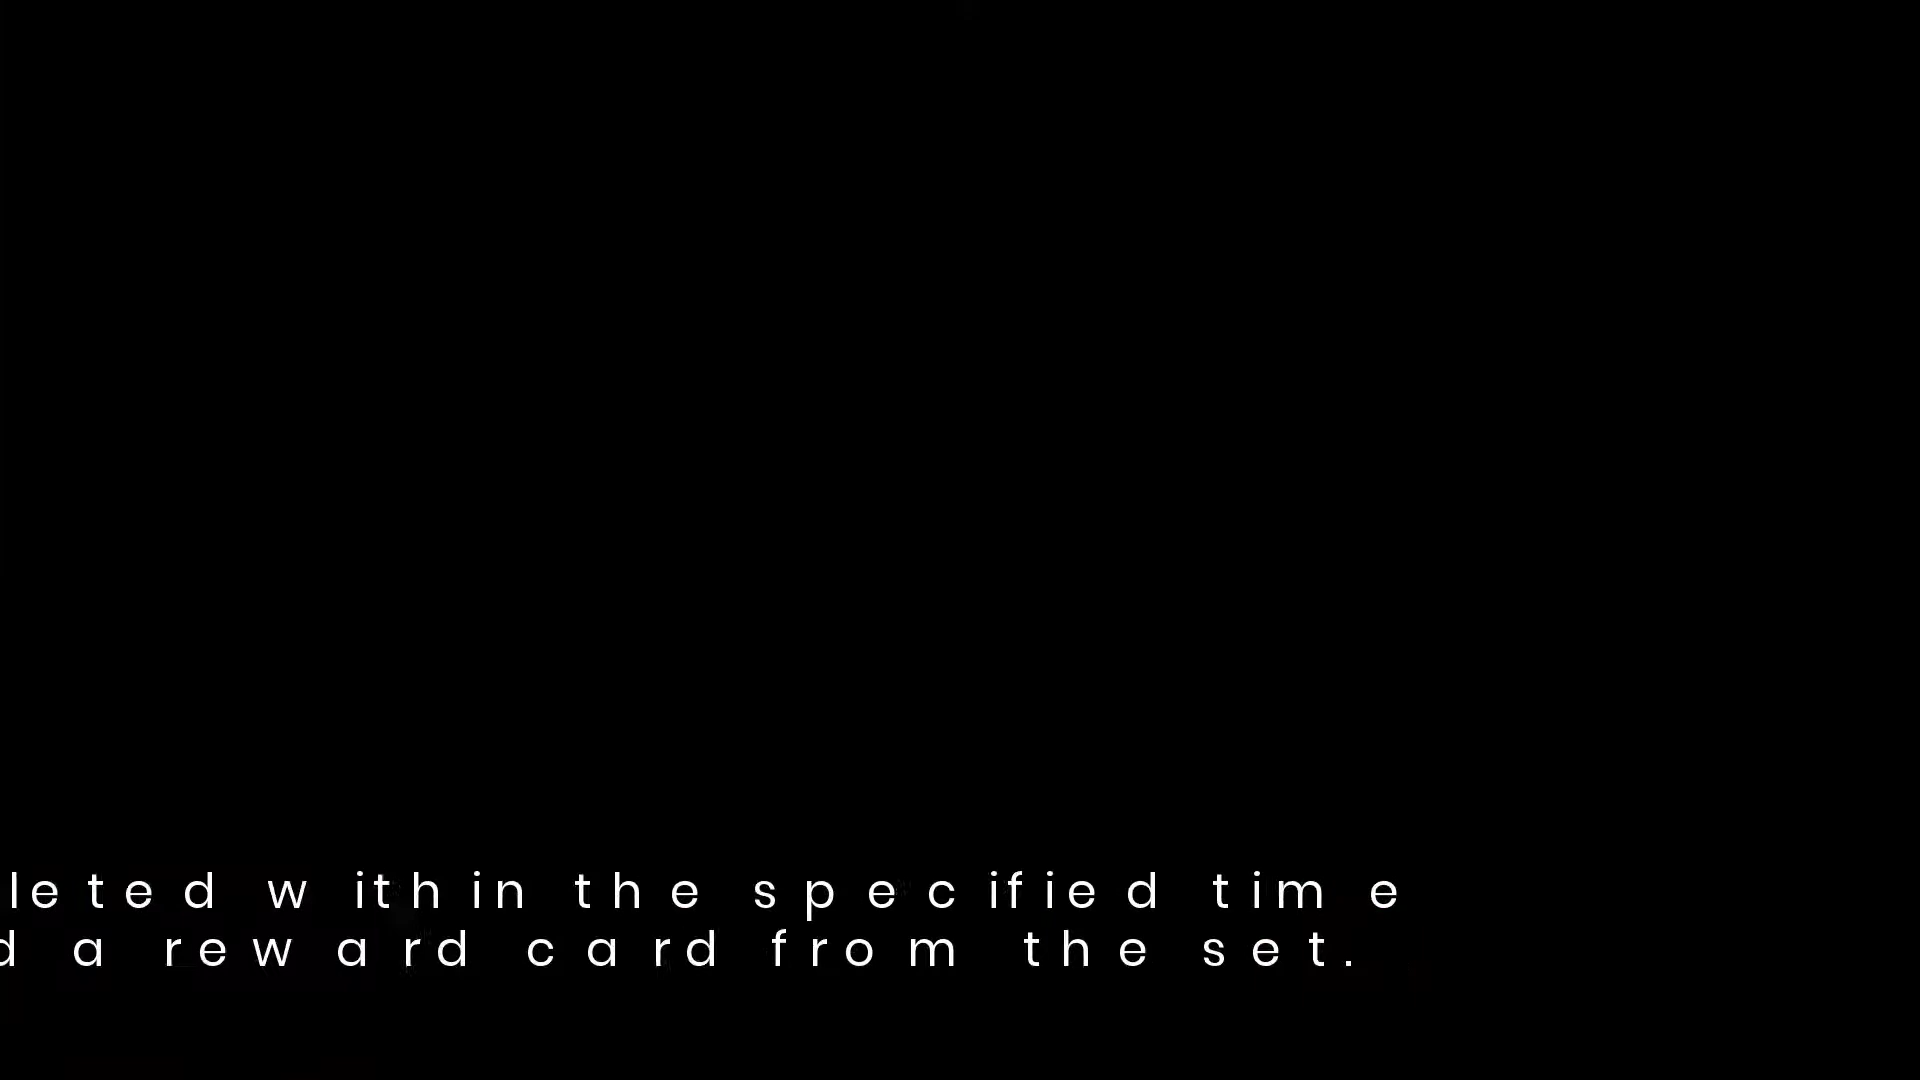 leted within the specified time
d a reward card from the set.